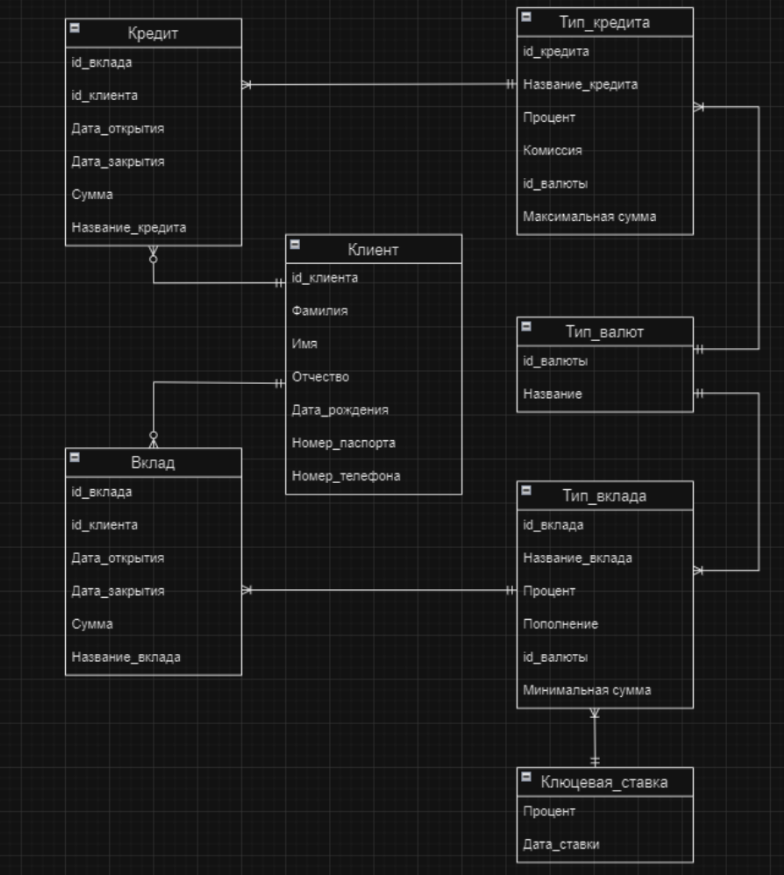 Кредит
id_вклада
id_клиента
Дата_открытия
Дата_закрытия
Сумма
Название_кредита
Тип_кредита
id_кредита
Название_кредита
Процент
Комиссия
id_валюты
Максимальная сумма
Клиент
id_клиента
Фамилия
Имя
Отчество
Дата_рождения
Номер_паспорта
Номер_телефона
Тип_валют
id_валюты
Название
Вклад
id_вклада
id_клиента
Дата_открытия
Дата_закрытия
Сумма
Название_вклада
Тип_вклада
id_вклада
Название_вклада
Процент
Пополнение
id_валюты
Минимальная сумма
Клюцевая_ставка
Процент
Дата_ставки